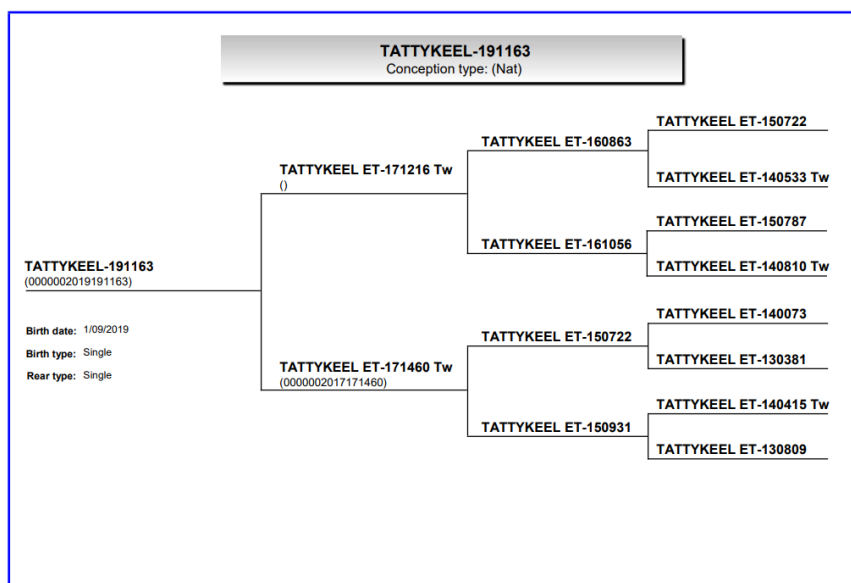 TATTYKEEL-191163
Conception type: (Nat)
TATTYKEEL ET-150722
TATTYKEEL ET-160863
TATTYKEEL ET-171216 Tw
()
TATTYKEEL ET-140533 Tw
TATTYKEEL ET-150787
TATTYKEEL ET-161056
TATTYKEEL-191163
(0000002019191163)
TATTYKEEL ET-140810 Tw
Birth date: 1/09/2019
Birth type: Single
Rear type: Single
TATTYKEEL ET-140073
TATTYKEEL ET-150722
TATTYKEEL ET-171460 Tw
(0000002017171460)
TATTYKEEL ET-130381
TATTYKEEL ET-140415 Tw
TATTYKEEL ET-150931
TATTYKEEL ET-130809